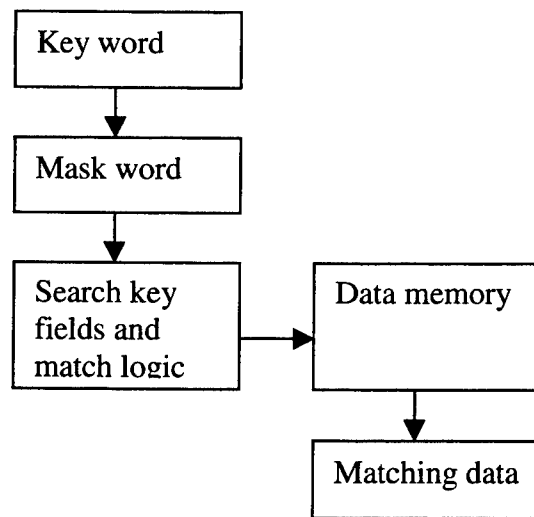 Key word
Mask word
Search key
fields and
match logic
Data memory
Matching data